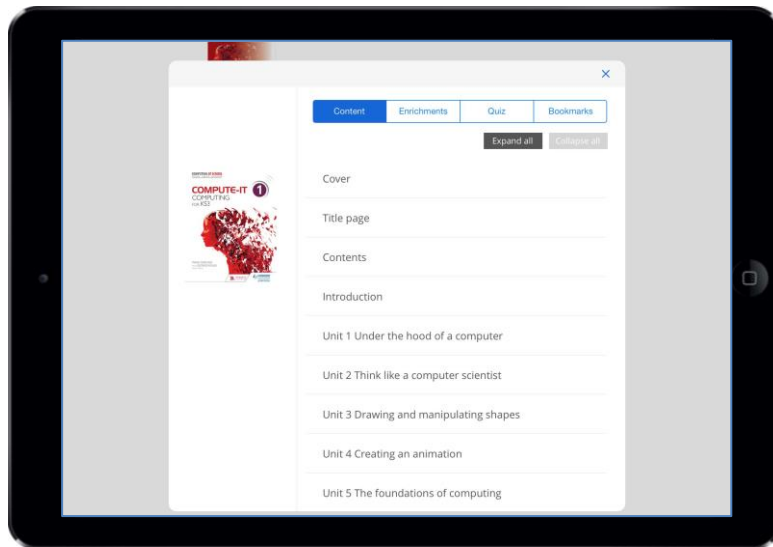 Content
Enrichments
Quiz
Bookmarks
Expand all
Collapse all
COMPUTE-IT 1
COMPUTING
FOR KS3
Cover
Title page
Contents
Introduction
Unit 1 Under the hood of a computer
Unit 2 Think like a computer scientist
Unit 3 Drawing and manipulating shapes
Unit 4 Creating an animation
Unit 5 The foundations of computing